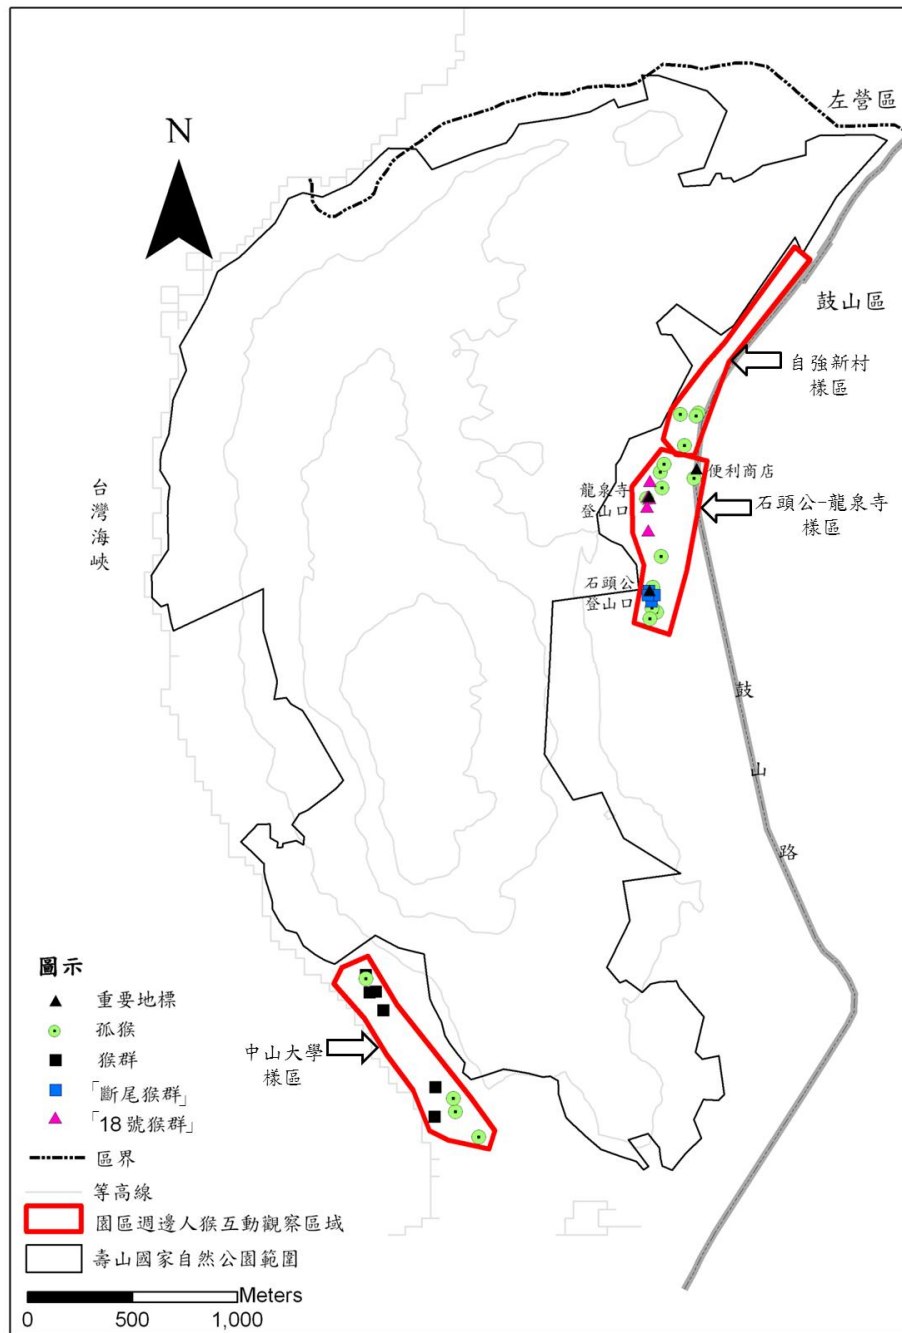 左營區
N
鼓山區
自強新村
樣區
便利商店
龍泉寺
登山口
石頭公-龍泉寺
樣區
台灣海峽
石頭公
登山口
鼓山路
中山大學
樣區
圖示
重要地標
孤猴
猴群
「斷尾猴群」
「18號猴群」
區界
等高線
園區週邊人猴互動觀察區域
壽山國家自然公園範圍
Meters
0 500 1,000